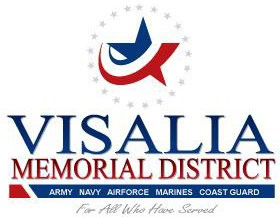 VISALIA
MEMORIAL DISTRICT
ARMY NAVY AIRFORCE MARINES COAST GUARD
For All Who Have Served